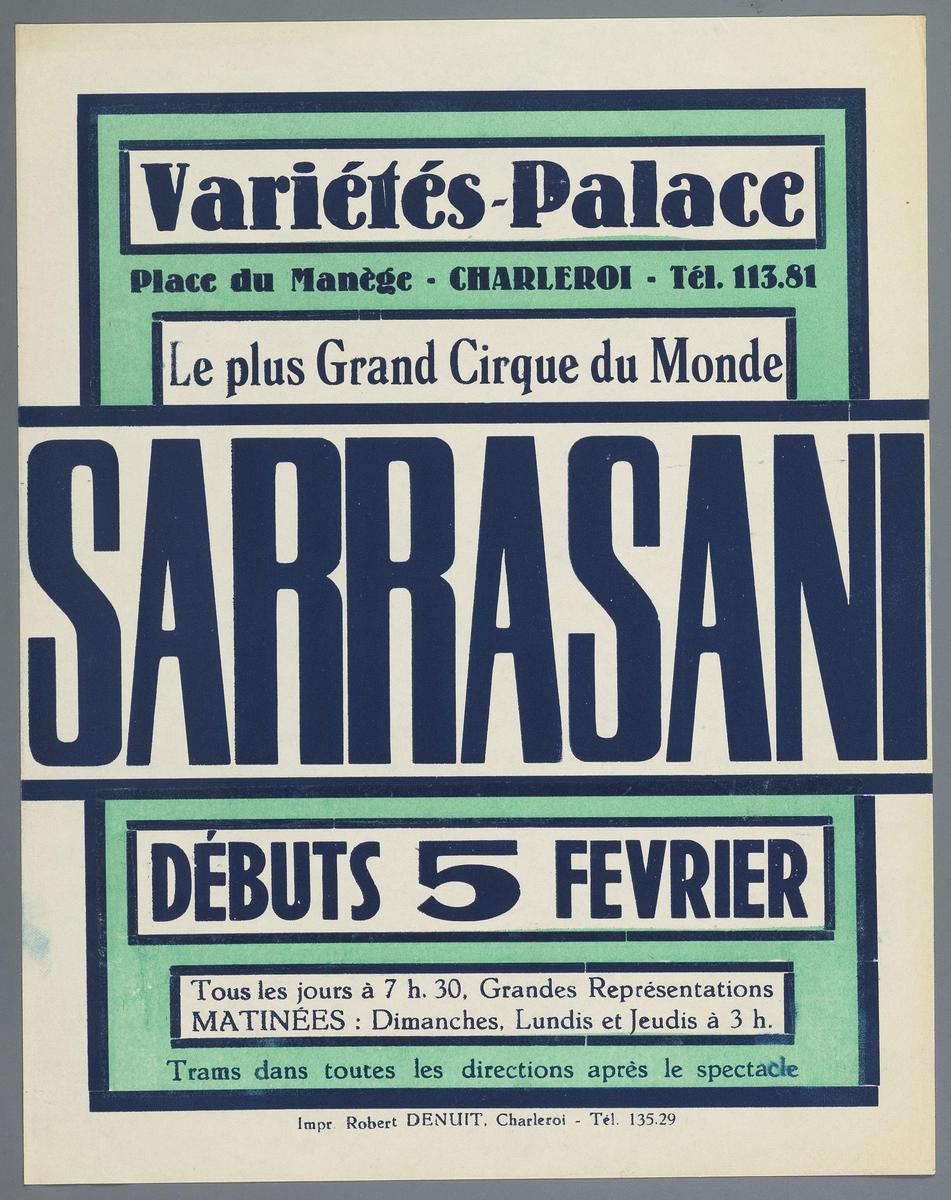 Variétés-Palace
Place du Manège - CHARLEROI - Tél. 113.81
Le plus Grand Cirque du Monde
SARRASANI
DÉBUTS 5 FEVRIER
Tous les jours à 7 h. 30, Grandes Représentations
MATINÉES : Dimanches, Lundis et Jeudis à 3 h.
Trams dans toutes les directions après le spectacle
Impr. Robert DENUIT, Charleroi - Tél. 135.29